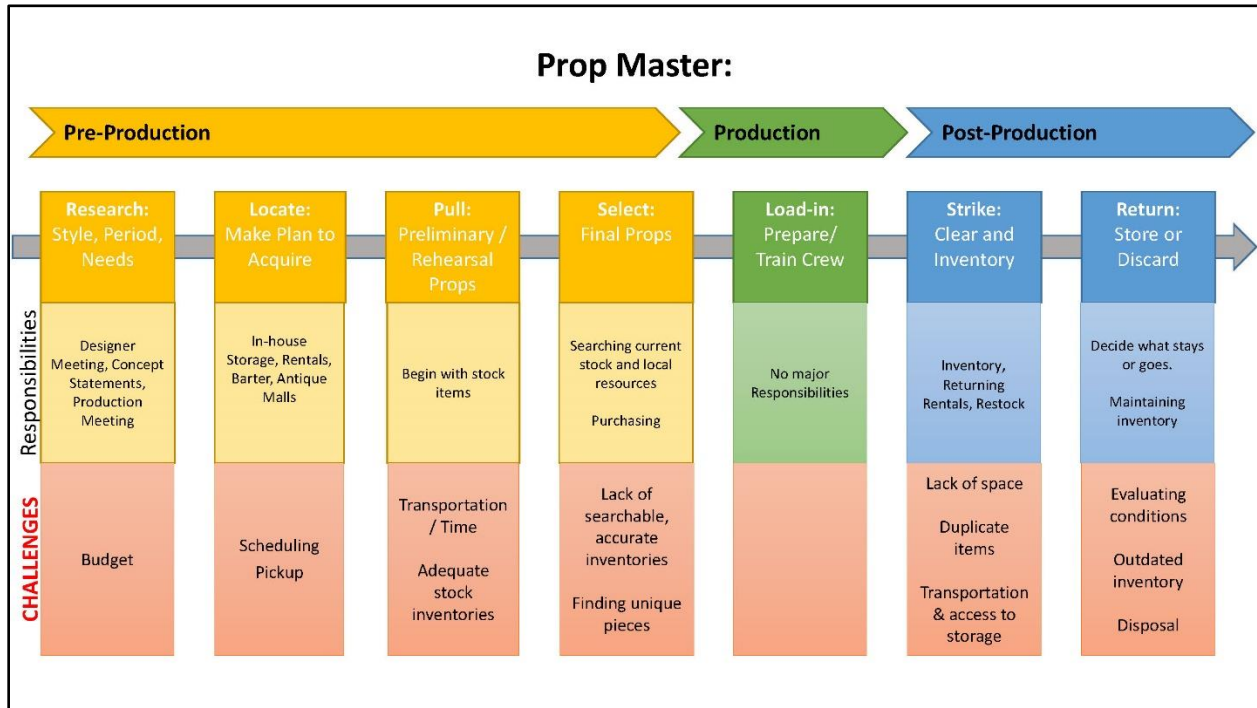 Prop Master:
Pre-Production
Production
Post-Production
Research:
Style, Period,
Needs
Locate:
Make Plan to
Acquire
Pull:
Preliminary /
Rehearsal
Props
Select:
Final Props
Load-in:
Prepare/
Train Crew
Strike:
Clear and
Inventory
Return:
Store or
Discard
Responsibilities
Designer
Meeting, Concept
Statements,
Production
Meeting
In-house
Storage, Rentals,
Barter, Antique
Malls
Begin with stock
items
Searching current
stock and local
resources
Purchasing
No major
Responsibilities
Inventory,
Returning
Rentals, Restock
Decide what stays
or goes.
Maintaining
inventory
CHALLENGES
Budget
Scheduling
Pickup
Transportation
/ Time
Adequate
stock
inventories
Lack of
searchable,
accurate
inventories
Finding unique
pieces
Lack of space
Duplicate
items
Transportation
& access to
storage
Evaluating
conditions
Outdated
inventory
Disposal